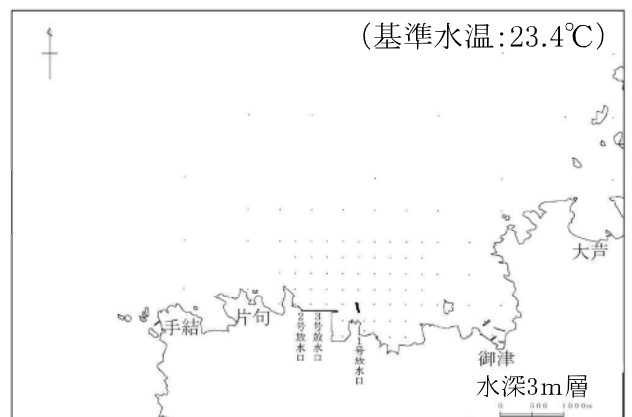 (基準水温:23.4℃)
大芦
片句
手結
2号放水口
3号放水口
1号放水口
御津
水深3m層
0 500 1000m